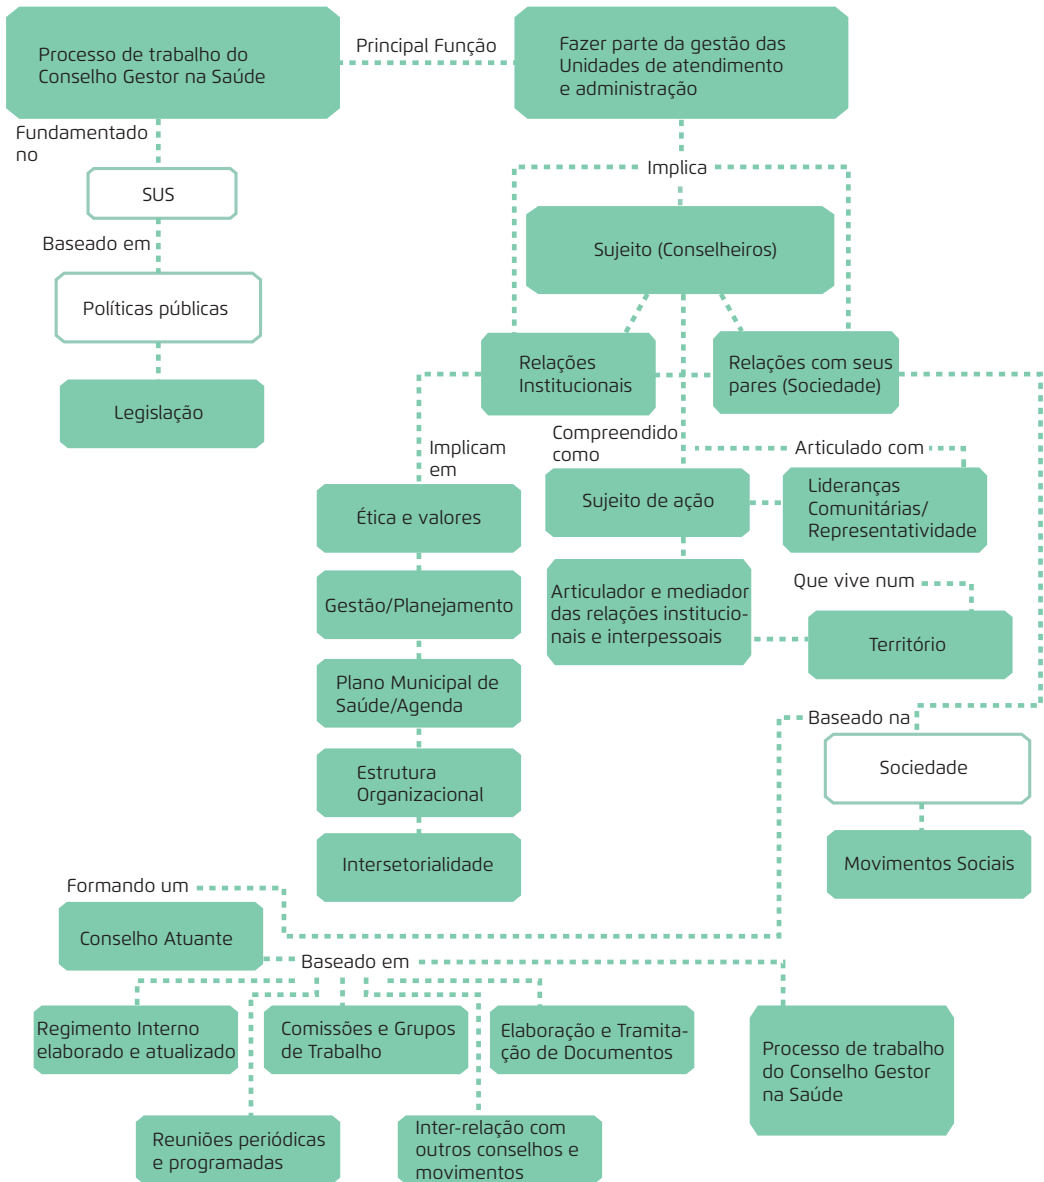 Processo de trabalho do
Conselho Gestor na Saúde
Principal Função
Fazer parte da gestão das
Unidades de atendimento
e administração
Fundamentado
no
SUS
Baseado em
Políticas públicas
Legislação
Implica
Sujeito (Conselheiros)
Relações
Institucionais
Relações com seus
pares (Sociedade)
Implicam
em
Compreendido
como
Articulado com
Ética e valores
Sujeito de ação
Lideranças
Comunitárias/
Representatividade
Gestão/Planejamento
Articulador e mediador
das relações institucio-
nais e interpessoais
Que vive num
Território
Plano Municipal de
Saúde/Agenda
Baseado na
Sociedade
Estrutura
Organizacional
Intersetorialidade
Movimentos Sociais
Formando um
Conselho Atuante
Baseado em
Regimento Interno
elaborado e atualizado
Comissões e Grupos
de Trabalho
Elaboração e Tramita-
ção de Documentos
Processo de trabalho
do Conselho Gestor
na Saúde
Reuniões periódicas
e programadas
Inter-relação com
outros conselhos e
movimentos